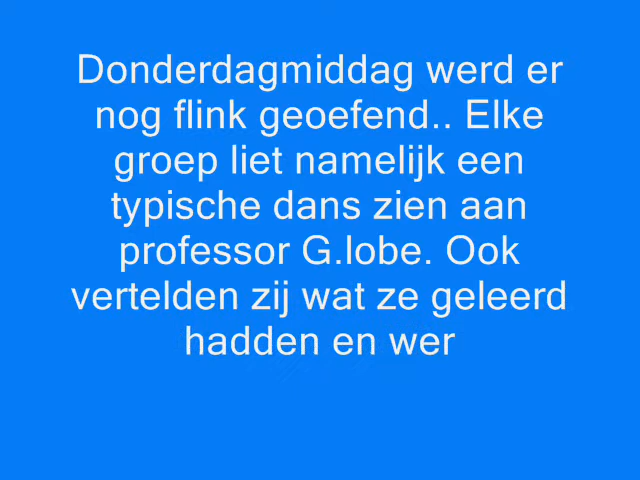 Donderdagmiddag werd er
nog flink geoefend.. Elke
groep liet namelijk een
typische dans zien aan
professor G.lobe. Ook
vertelden zij wat ze geleerd
hadden en wer